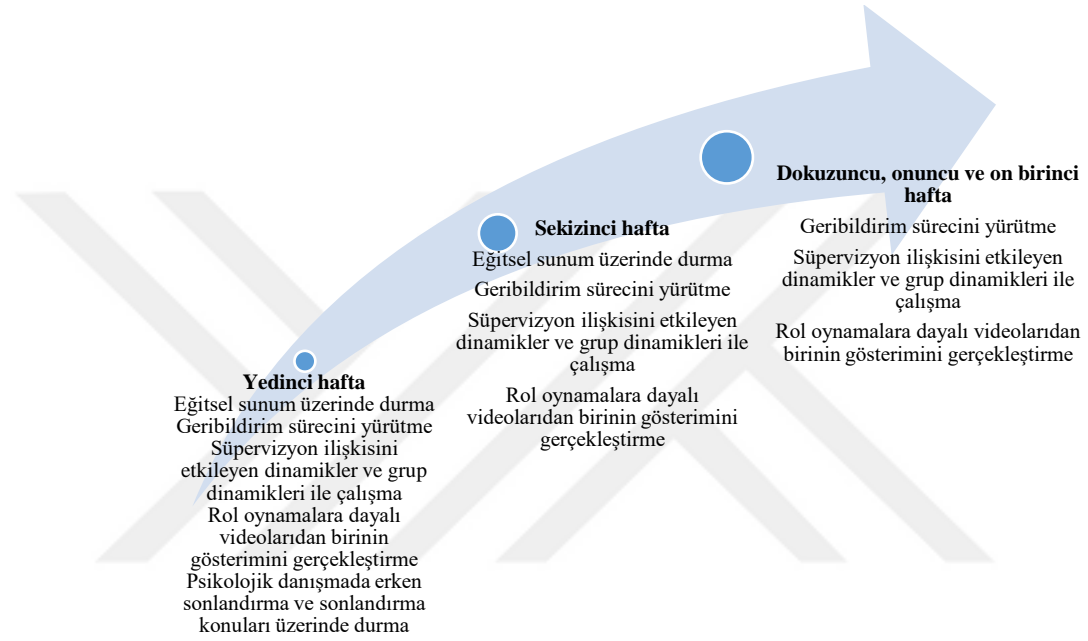 Yedinci hafta
Eğitsel sunum üzerinde durma
Geribildirim sürecini yürütme
Süpervizyon ilişkisini
etkileyen dinamikler ve grup
dinamikleri ile çalışma
Rol oynamalara dayalı
videolarıdan birinin
gösterimini gerçekleştirme
Psikolojik danışmada erken
sonlandırma ve sonlandırma
konuları üzerinde durma
Sekizinci hafta
Eğitsel sunum üzerinde durma
Geribildirim sürecini yürütme
Süpervizyon ilişkisini etkileyen
dinamikler ve grup dinamikleri ile
çalışma
Rol oynamalara dayalı
videolarıdan birinin gösterimini
gerçekleştirme
Dokuzuncu, onuncu ve on birinci
hafta
Geribildirim sürecini yürütme
Süpervizyon ilişkisini etkileyen
dinamikler ve grup dinamikleri ile
çalışma
Rol oynamalara dayalı videolarıdan
birinin gösterimini gerçekleştirme